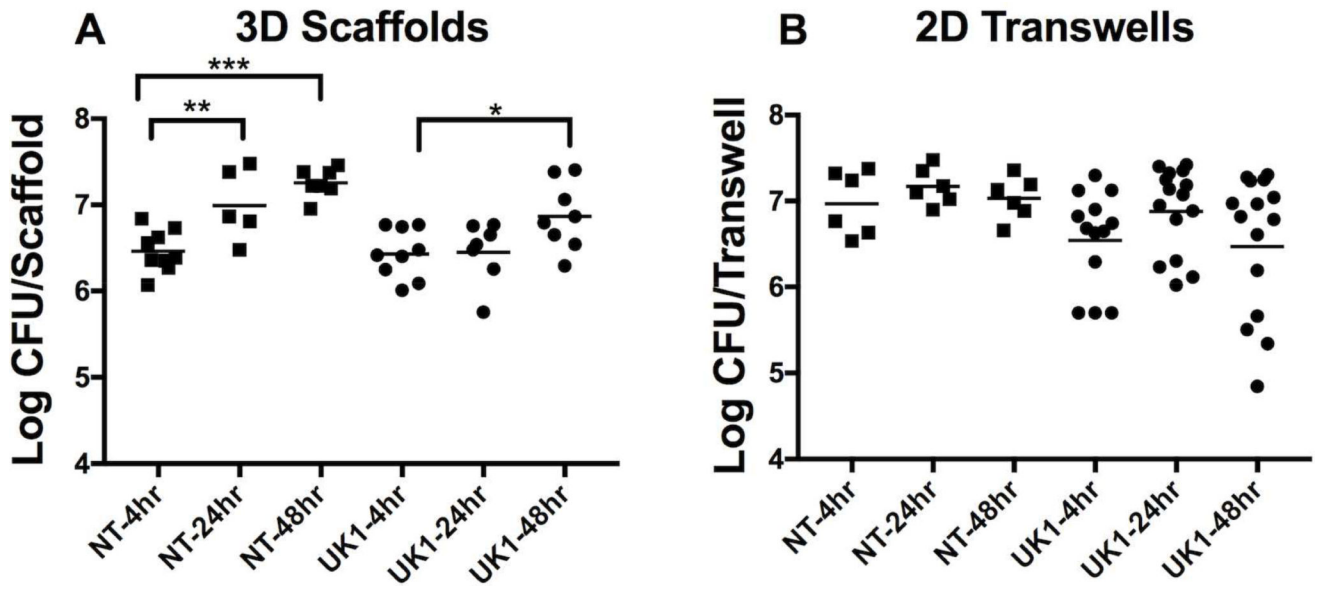 A 3D Scaffolds
***
**
*
Log CFU/Scaffold
8
7
6
5
4
NT-4hr
NT-24hr
NT-48hr
UK1-4hr
UK1-24hr
UK1-48hr
B 2D Transwells
Log CFU/Transwell
8
7
6
5
4
NT-4hr
NT-24hr
NT-48hr
UK1-4hr
UK1-24hr
UK1-48hr